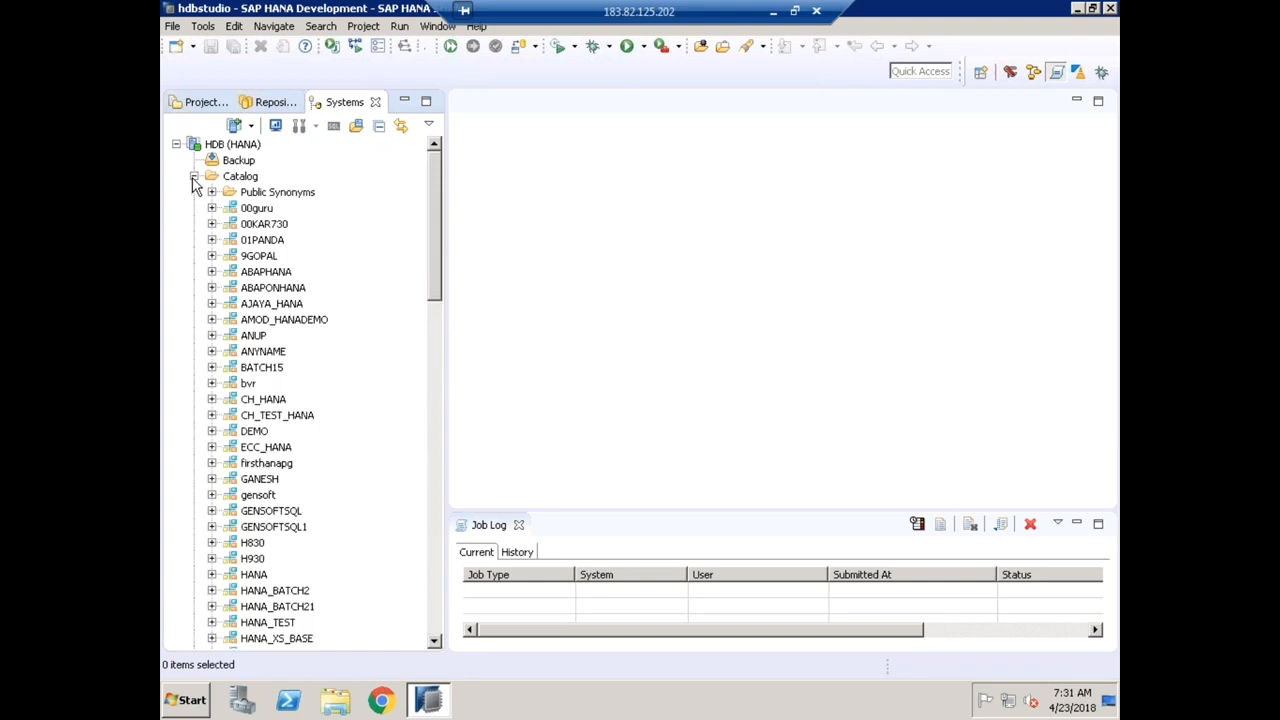 hdbstudio - SAP HANA Development - SAP HANA
183.82.125.202
File Tools Edit Navigate Search Project Run Window Help
Quick Access
Project... Reposi... Systems
HDB (HANA)
Backup
Catalog
Public Synonyms
00guru
00KAR730
01PANDA
9GOPAL
ABAPHANA
ABAPONHANA
AJAYA_HANA
AMOD_HANADEMO
ANUP
ANYNAME
BATCH15
bvr
CH_HANA
CH_TEST_HANA
DEMO
ECC_HANA
firsthanapg
GANESH
gensoft
GENSOFTSQL
GENSOFTSQL1
H830
H930
HANA
HANA_BATCH2
HANA_BATCH21
HANA_TEST
HANA_XS_BASE
Job Log
Current History
Job Type System User Submitted At Status
0 items selected
Start
7:31 AM
4/23/2018